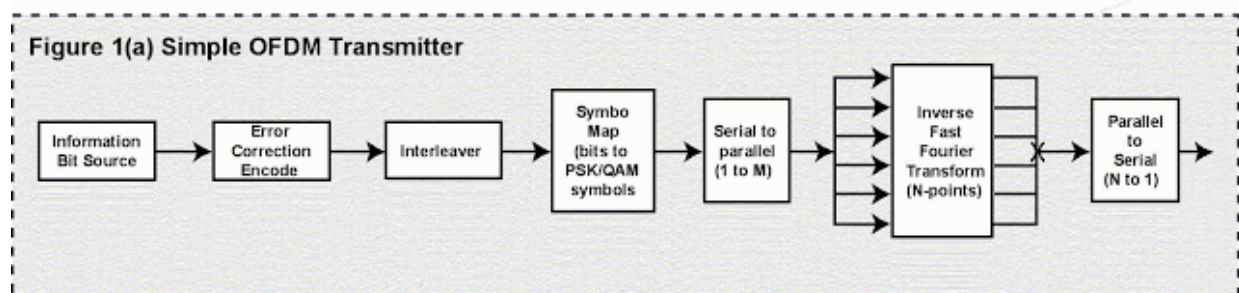 Figure 1(a) Simple OFDM Transmitter
Information
Bit Source
Error
Correction
Encode
Interleaver
Symbo
Map
(bits to
PSK/QAM
symbols
Serial to
parallel
(1 to M)
Inverse
Fast
Fourier
Transform
(N-points)
Parallel
to
Serial
(N to 1)